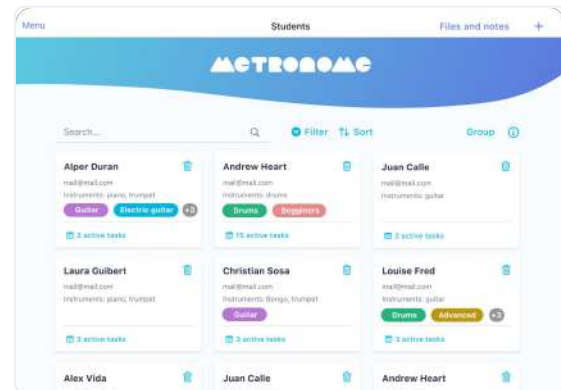 Menu Students Files and notes +
METRONOME
Search... Filter Sort Group
Alper Duran
mail@mail.com
Instruments: piano, trumpet
Guitar Electric guitar +3
3 active tasks
Andrew Heart
mail@mail.com
Instruments: drums
Drums Begginers
15 active tasks
Juan Calle
mail@mail.com
Instruments: guitar
2 active tasks
Laura Guibert
mail@mail.com
Instruments: piano, trumpet
3 active tasks
Christian Sosa
mail@mail.com
Instruments: Bongo, trumpet
Guitar
3 active tasks
Louise Fred
mail@mail.com
Instruments: guitar
Drums Advanced +3
3 active tasks
Alex Vida
Juan Calle
Andrew Heart